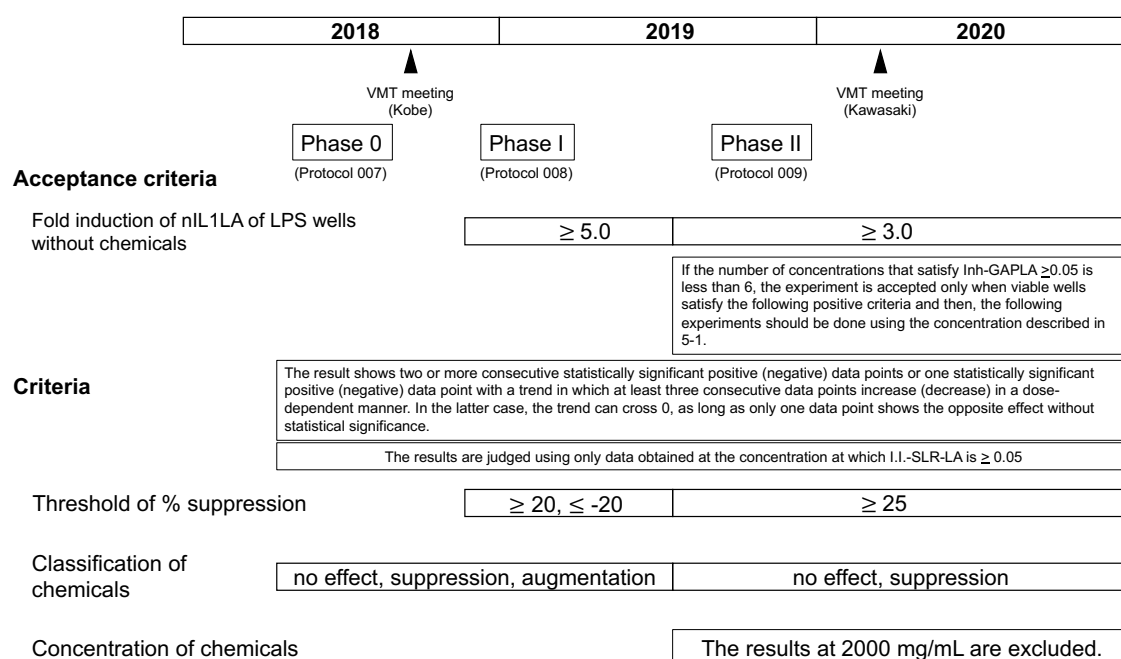 2018 2019 2020
VMT meeting
(Kobe)
VMT meeting
(Kawasaki)
Phase 0 Phase I Phase II
(Protocol 007) (Protocol 008) (Protocol 009)
Acceptance criteria
Fold induction of nIL1LA of LPS wells
without chemicals
≥ 5.0 ≥ 3.0
If the number of concentrations that satisfy Inh-GAPLA ≥0.05 is
less than 6, the experiment is accepted only when viable wells
satisfy the following positive criteria and then, the following
experiments should be done using the concentration described in
5-1.
Criteria
The result shows two or more consecutive statistically significant positive (negative) data points or one statistically significant
positive (negative) data point with a trend in which at least three consecutive data points increase (decrease) in a dose-
dependent manner. In the latter case, the trend can cross 0, as long as only one data point shows the opposite effect without
statistical significance.
The results are judged using only data obtained at the concentration at which I.I.-SLR-LA is ≥ 0.05
Threshold of % suppression ≥ 20, ≤ -20 ≥ 25
Classification of
chemicals
no effect, suppression, augmentation no effect, suppression
Concentration of chemicals The results at 2000 mg/mL are excluded.